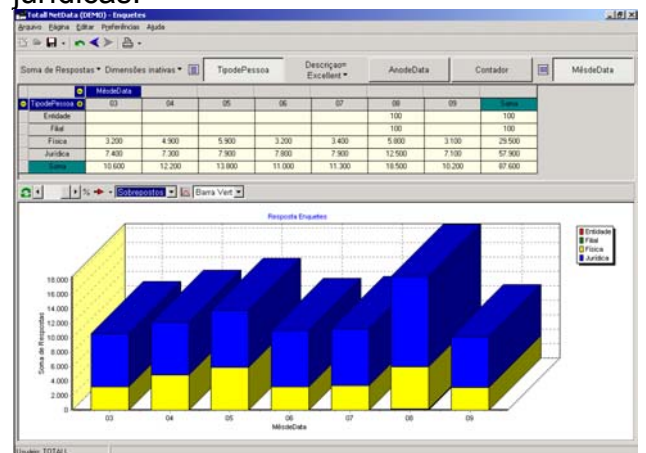 jurídicas.
Totall NetData (DEMO) - Enquetes
Arquivo Página Editar Preferências Ajuda
Soma de Respostas Dimensões inativas TipodePessoa Descriçao= Excellent AnodeData Contador MêsdeData
MêsdeData
TipodePessoa 03 04 05 06 07 08 09 Soma
Entidade 100 100
Filial 100 100
Física 3.200 4.900 5.900 3.200 3.400 5.800 3.100 29.500
Jurídica 7.400 7.300 7.900 7.800 7.900 12.500 7.100 57.900
Soma 10.600 12.200 13.800 11.000 11.300 18.500 10.200 87.600
% Sobrepostos Barra Vert
Resposta Enquetes
Entidade
Filial
Física
Jurídica
Soma de Respostas
18.000
16.000
14.000
12.000
10.000
8.000
6.000
4.000
2.000
0
03 04 05 06 07 08 09
MêsdeData
Usuário: TOTALL